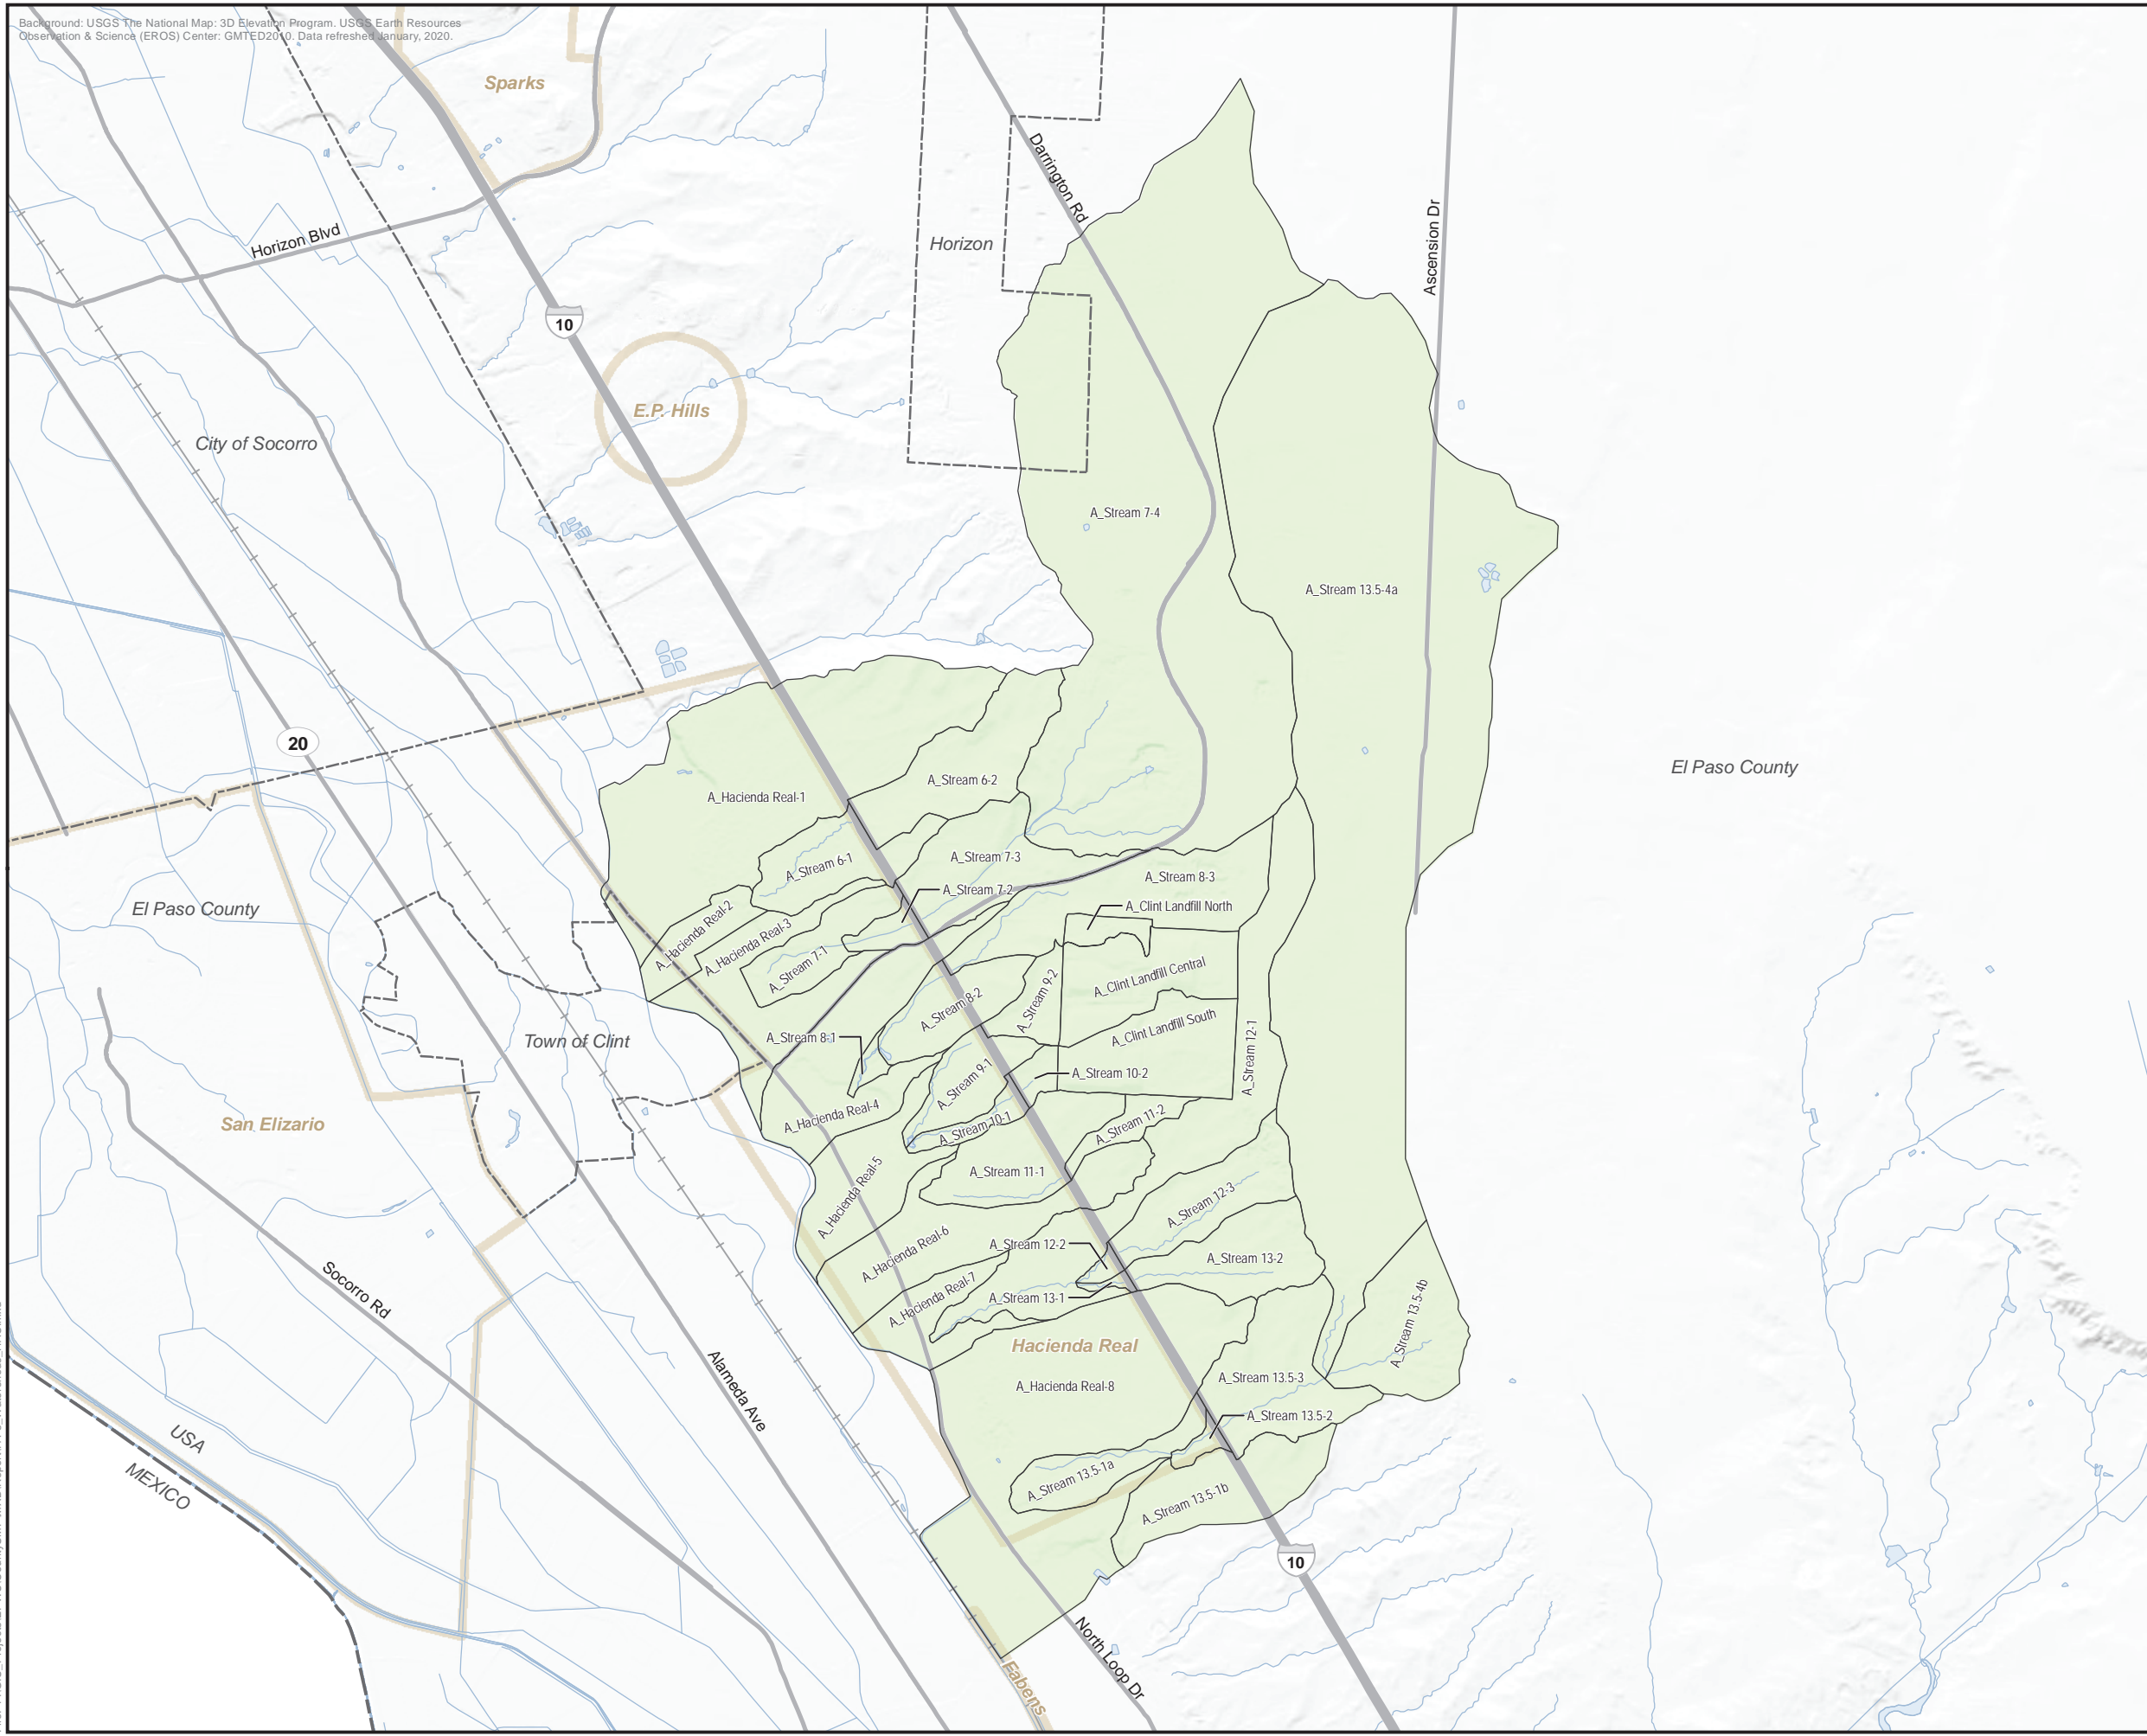 Background: USGS The National Map: 3D Elevation Program. USGS Earth Resources
Observation & Science (EROS) Center: GMTED2010. Data refreshed January, 2020.
Sparks
Darrington Rd
Horizon Blvd
Horizon
Ascension Dr
10
E.P. Hills
City of Socorro
A_Stream 7-4
A_Stream 13.5-4a
20
El Paso County
A_Stream 6-2
A_Hacienda Real-1
A_Stream 7-3
A_Stream 6-1
A_Stream 8-3
A_Stream 7-2
A_Clint Landfill North
El Paso County
A_Hacienda Real-2
A_Hacienda Real-3
A_Stream 7-1
A_Clint Landfill Central
A_Stream 9-2
A_Stream 8-2
A_Clint Landfill South
A_Stream 8-1
Town of Clint
A_Stream 12-1
A_Stream 10-2
A_Stream 9-1
A_Hacienda Real-4
San Elizario
A_Stream 10-1
A_Stream 11-2
A_Stream 11-1
A_Hacienda Real-5
A_Stream 12-3
A_Hacienda Real-6
A_Stream 12-2
A_Stream 13-2
A_Hacienda Real-7
A_Stream 13-1
Socorro Rd
A_Stream 13.5-4b
Hacienda Real
A_Stream 13.5-3
A_Hacienda Real-8
Alameda Ave
A_Stream 13.5-2
USA
MEXICO
A_Stream 13.5-1a
A_Stream 13.5-1b
10
North Loop Dr
Fabens